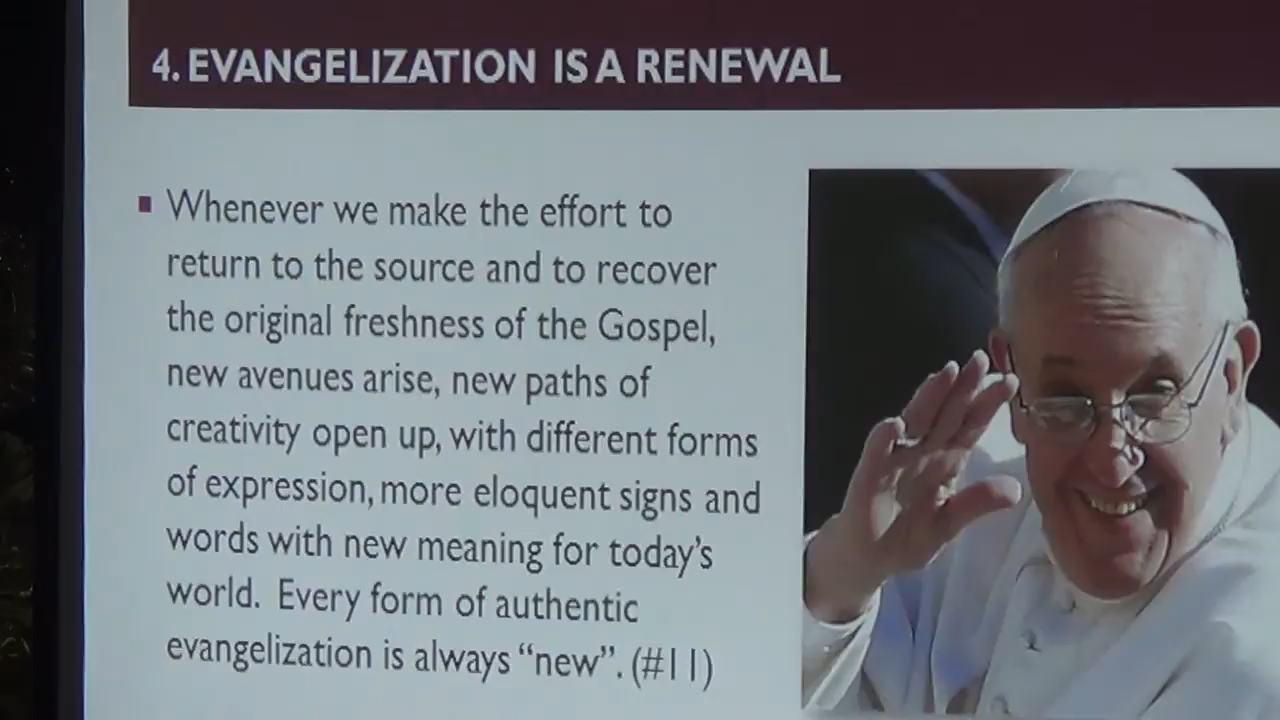 4. EVANGELIZATION IS A RENEWAL
Whenever we make the effort to
return to the source and to recover
the original freshness of the Gospel,
new avenues arise, new paths of
creativity open up, with different forms
of expression, more eloquent signs and
words with new meaning for today’s
world. Every form of authentic
evangelization is always “new”. (#11)